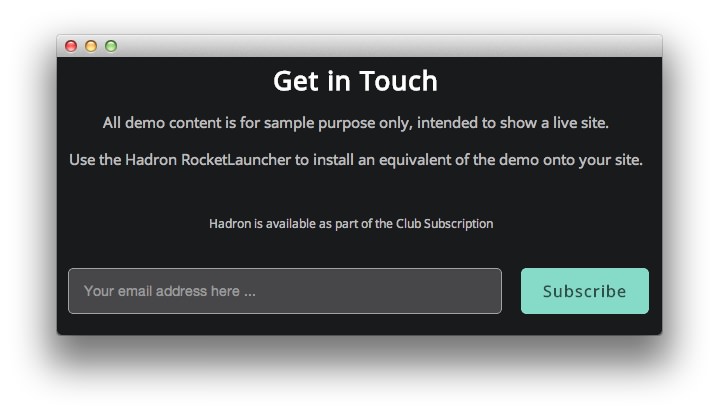 Get in Touch
All demo content is for sample purpose only, intended to show a live site.
Use the Hadron RocketLauncher to install an equivalent of the demo onto your site.
Hadron is available as part of the Club Subscription
Your email address here ...
Subscribe